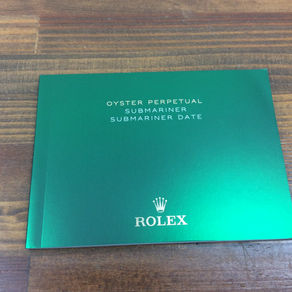 OYSTER PERPETUAL
SUBMARINER
SUBMARINER DATE
ROLEX